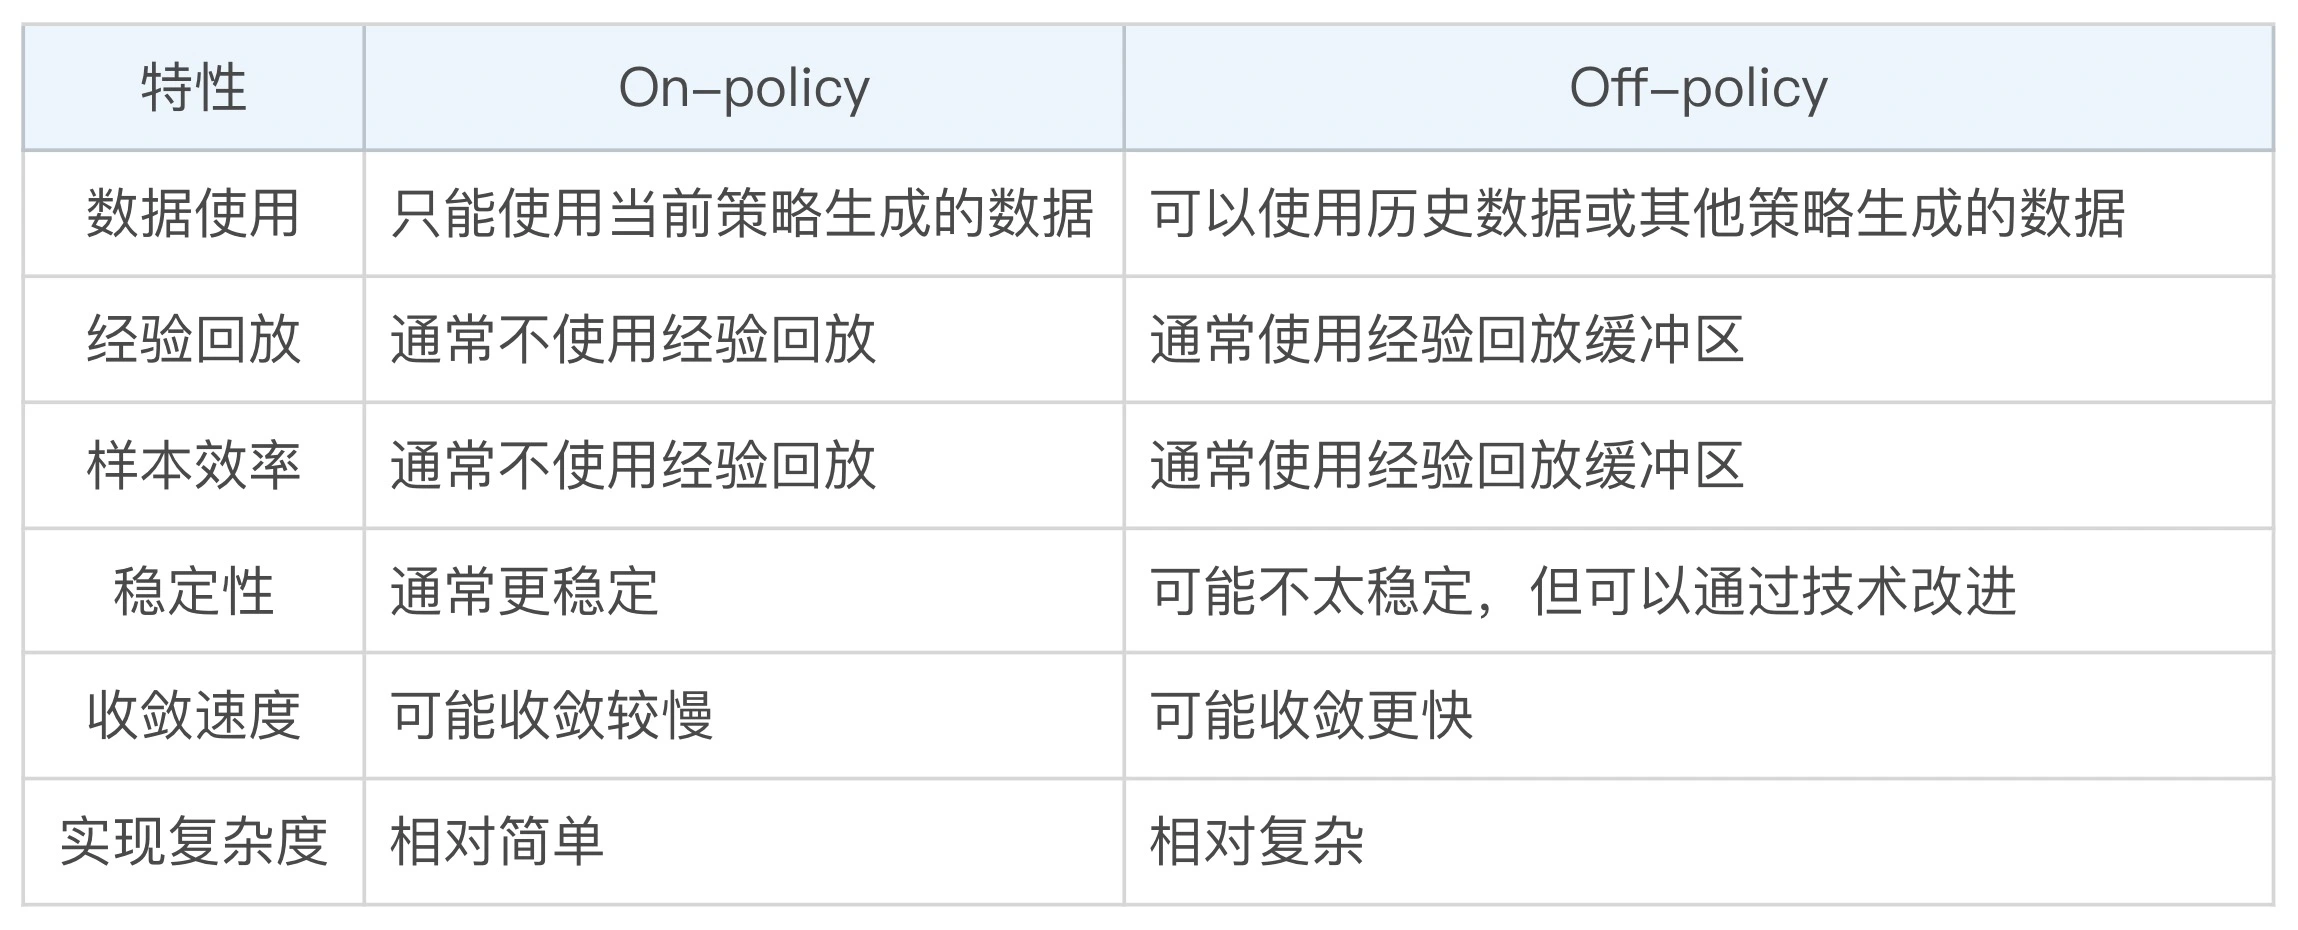 特性 On-policy Off-policy
数据使用 只能使用当前策略生成的数据 可以使用历史数据或其他策略生成的数据
经验回放 通常不使用经验回放 通常使用经验回放缓冲区
样本效率 通常不使用经验回放 通常使用经验回放缓冲区
稳定性 通常更稳定 可能不太稳定，但可以通过技术改进
收敛速度 可能收敛较慢 可能收敛更快
实现复杂度 相对简单 相对复杂